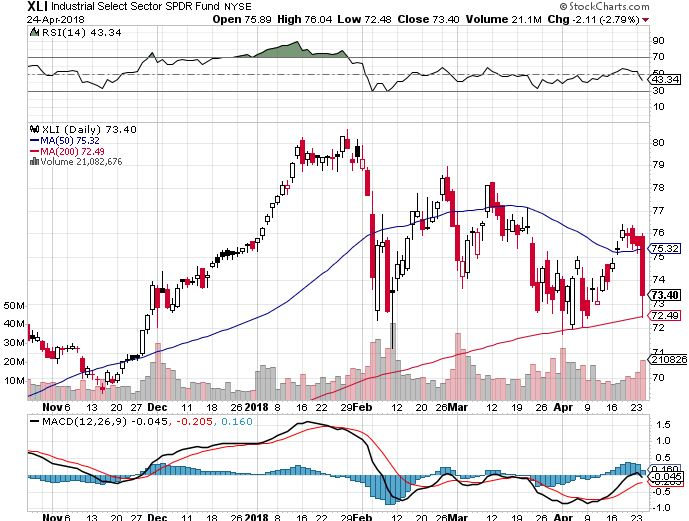 XLI Industrial Select Sector SPDR Fund NYSE © StockCharts.com
24-Apr-2018 Open 75.89 High 76.04 Low 72.48 Close 73.40 Volume 21.1M Chg -2.11 (-2.79%)
RSI(14) 43.34
90
70
50
43.34
30
10
XLI (Daily) 73.40
MA(50) 75.32
MA(200) 72.49
Volume 21,082,676
80
79
78
77
76
75.32
75
74
73.40
73
72.49
72
71
70
50M
40M
30M
20M
10M
210826
Nov 6 13 20 27 Dec 11 18 26 2018 8 16 22 29 Feb 12 20 26 Mar 12 19 26 Apr 9 16 23
MACD(12,26,9) -0.045, -0.205, 0.160
1.5
1.0
0.5
0.160
-0.045
-0.5
-1.0
Nov 6 13 20 27 Dec 11 18 26 2018 8 16 22 29 Feb 12 20 26 Mar 12 19 26 Apr 9 16 23